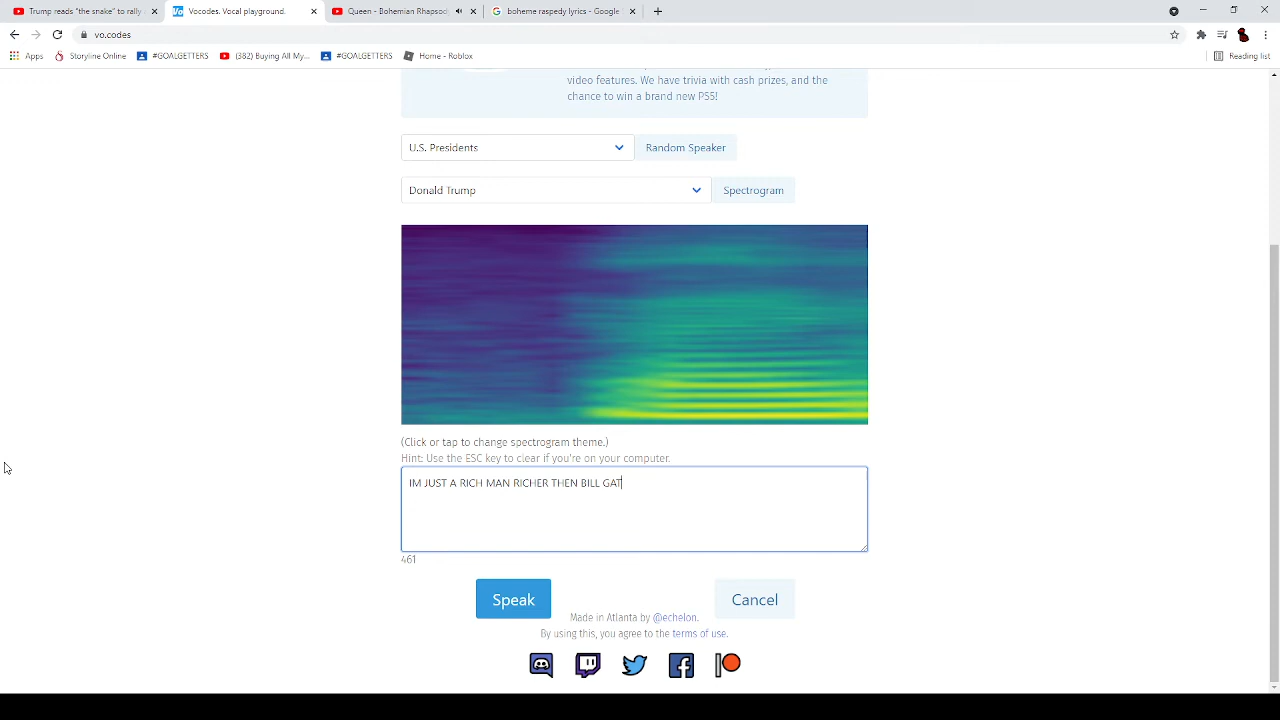 Trump reads "the snake" to rally
Vocodes. Vocal playground.
Queen - Bohemian Rhapsod
boheme raspedy lyrics - Google
vo.codes
Apps
Storyline Online
#GOALGETTERS
(382) Buying All My...
#GOALGETTERS
Home - Roblox
Reading list
video features. We have trivia with cash prizes, and the
chance to win a brand new PS5!
U.S. Presidents
Random Speaker
Donald Trump
Spectrogram
(Click or tap to change spectrogram theme.)
Hint: Use the ESC key to clear if you're on your computer.
IM JUST A RICH MAN RICHER THEN BILL GAT
461
Speak
Cancel
Made in Atlanta by @echelon.
By using this, you agree to the terms of use.